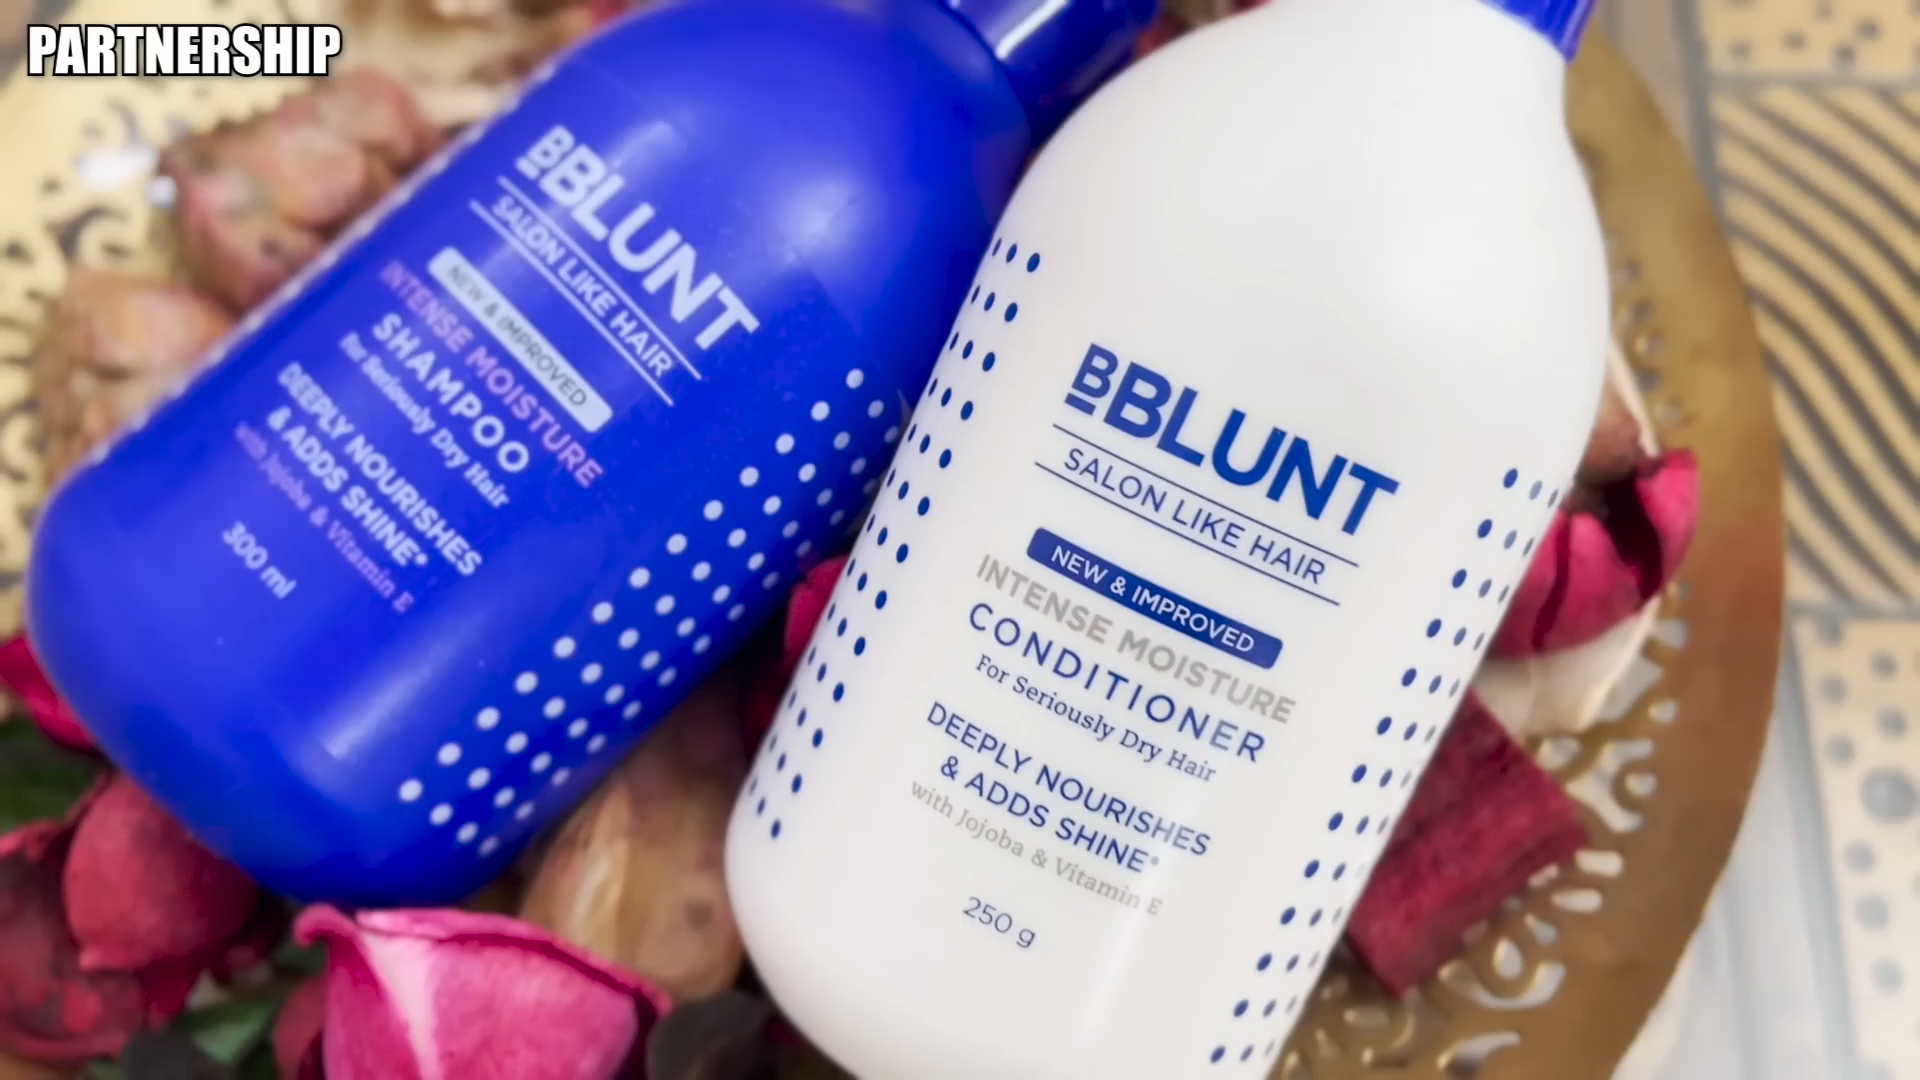 PARTNERSHIP
BBLUNT
SALON LIKE HAIR
NEW & IMPROVED
INTENSE MOISTURE
SHAMPOO
For Seriously Dry Hair
DEEPLY NOURISHES
& ADDS SHINE*
with Jojoba & Vitamin E
300 ml
BBLUNT
SALON LIKE HAIR
NEW & IMPROVED
INTENSE MOISTURE
CONDITIONER
For Seriously Dry Hair
DEEPLY NOURISHES
& ADDS SHINE*
with Jojoba & Vitamin E
250 g